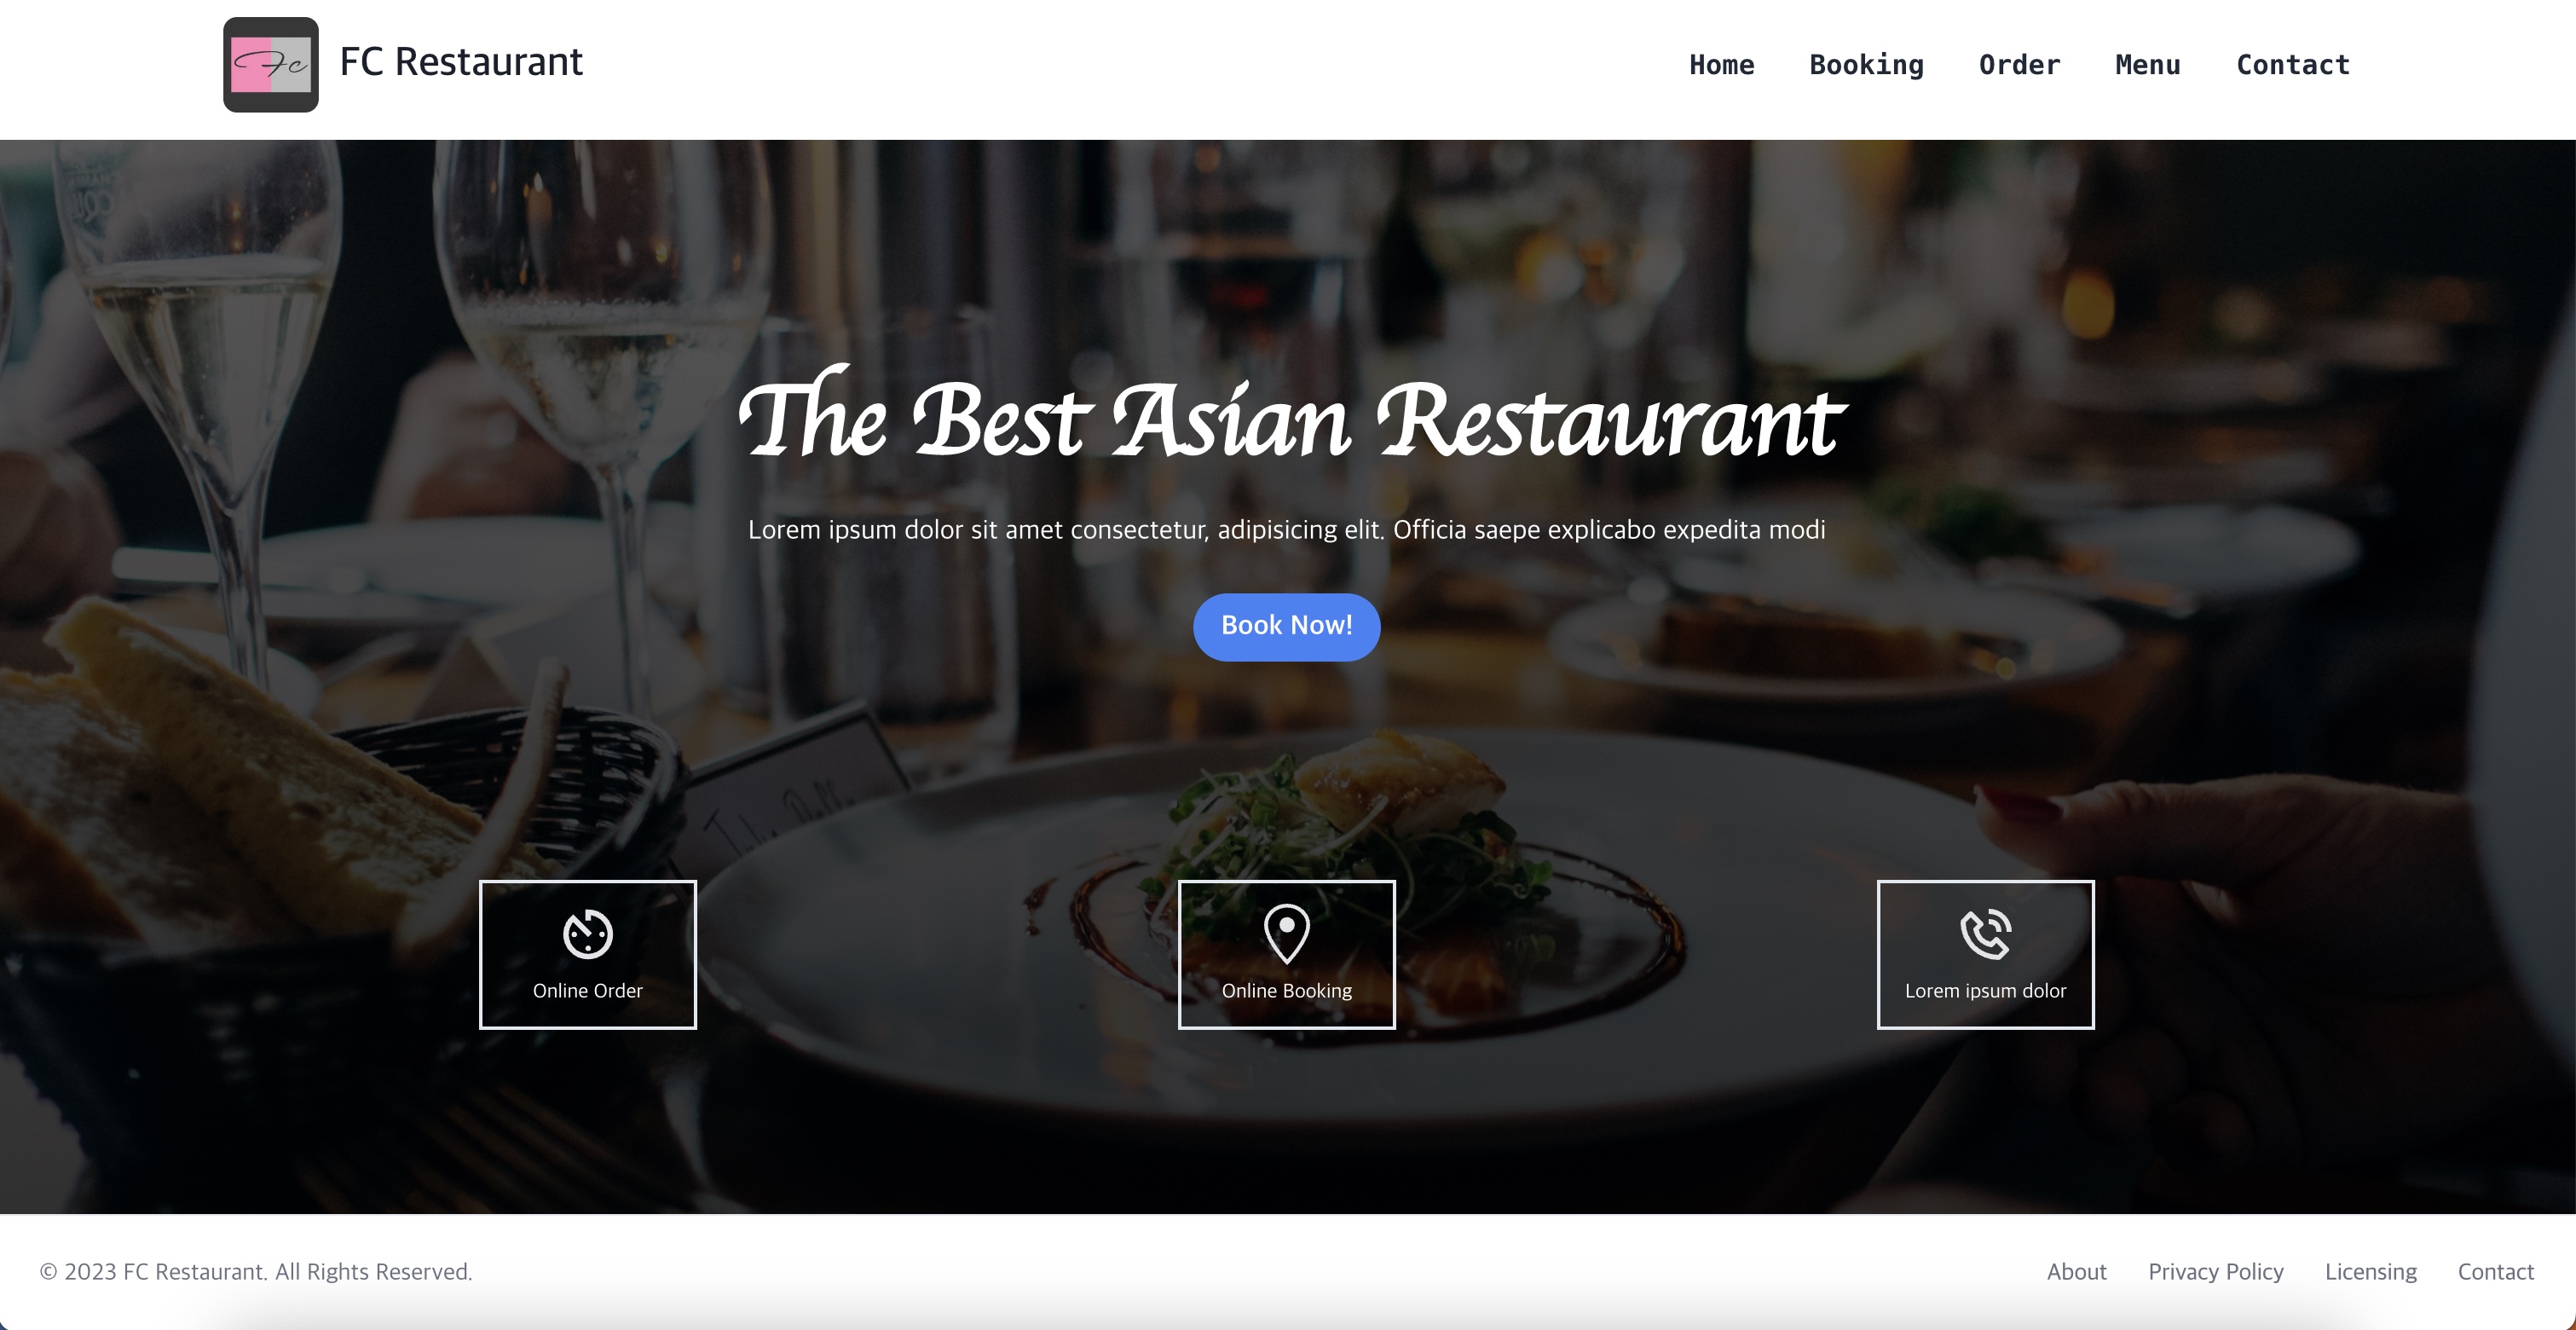 Fc
FC Restaurant
Home Booking Order Menu Contact
The Best Asian Restaurant
Lorem ipsum dolor sit amet consectetur, adipisicing elit. Officia saepe explicabo expedita modi
Book Now!
Online Order
Online Booking
Lorem ipsum dolor
© 2023 FC Restaurant. All Rights Reserved.
About Privacy Policy Licensing Contact